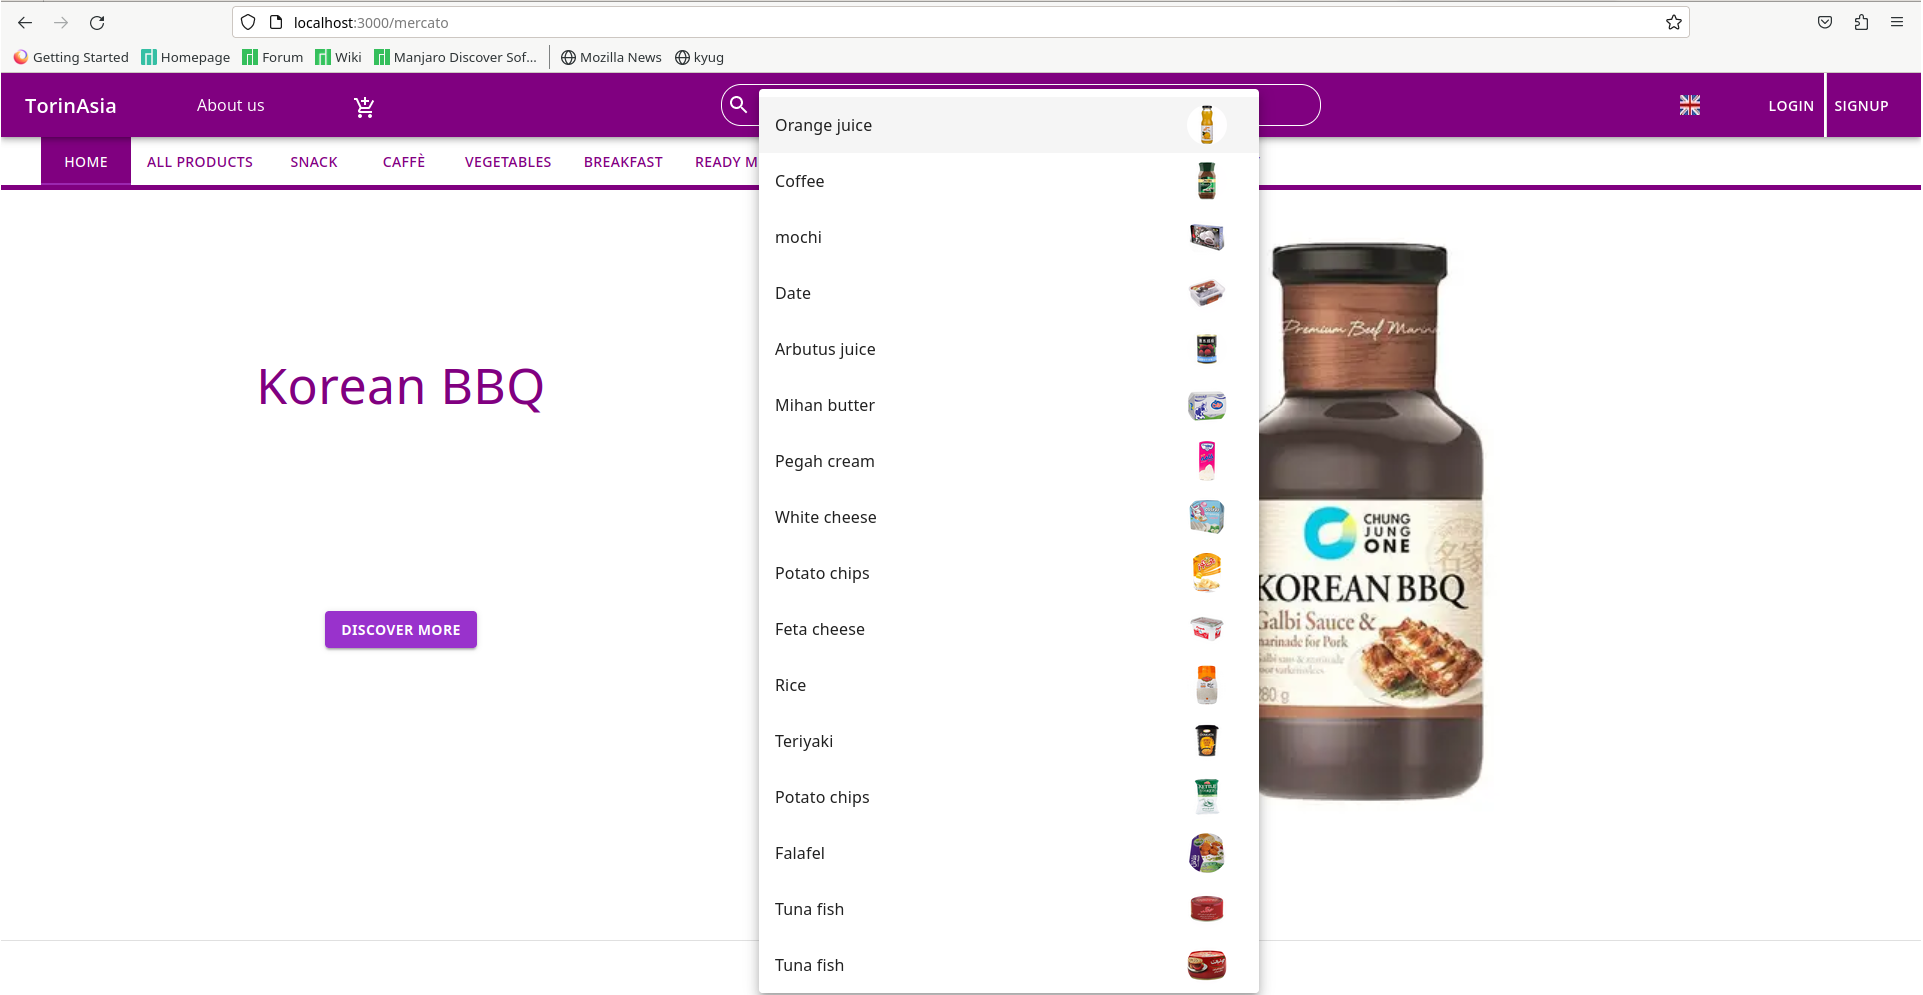 localhost:3000/mercato
Getting Started Homepage Forum Wiki Manjaro Discover Sof... Mozilla News kyug
TorinAsia About us LOGIN SIGNUP
HOME ALL PRODUCTS SNACK CAFFÈ VEGETABLES BREAKFAST READY M
Orange juice
Coffee
mochi
Date
Arbutus juice
Mihan butter
Pegah cream
White cheese
Potato chips
Feta cheese
Rice
Teriyaki
Potato chips
Falafel
Tuna fish
Tuna fish
Korean BBQ
DISCOVER MORE
Premium Beef Marina
CHUNG
JUNG
ONE
名家
KOREAN BBQ
Galbi Sauce &
marinade for Pork
280 g